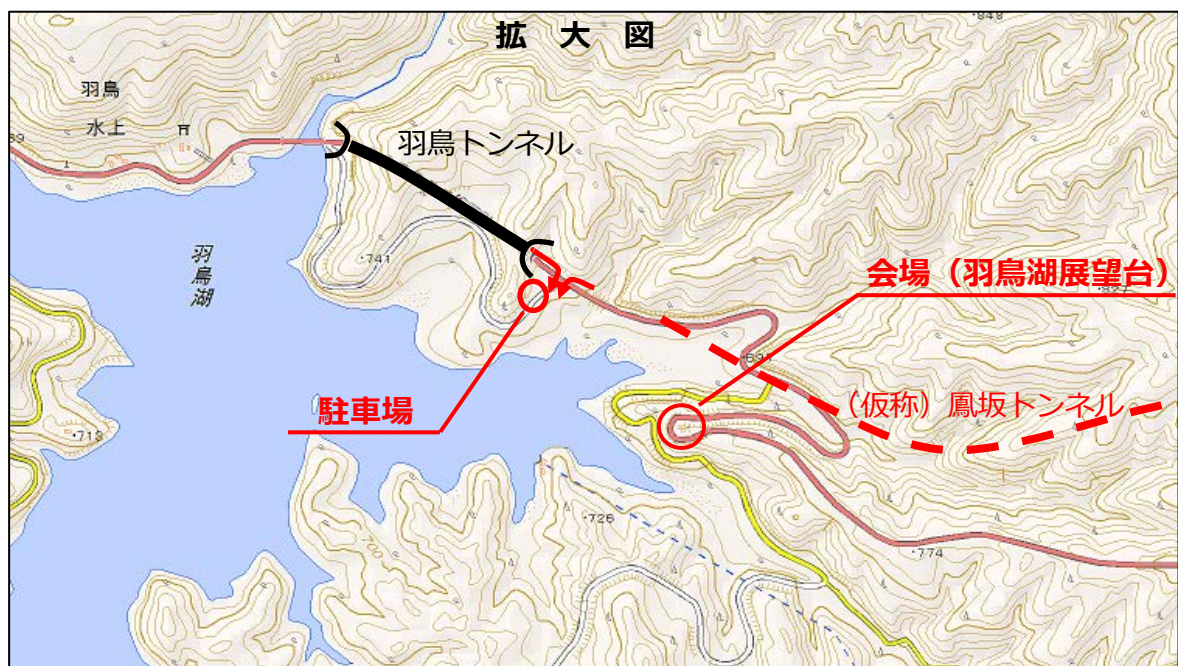 拡 大 図
・848
羽鳥
水上
羽鳥トンネル
・741
羽鳥湖
会場（羽鳥湖展望台）
駐車場
（仮称）鳳坂トンネル
・713
・726
700
・774